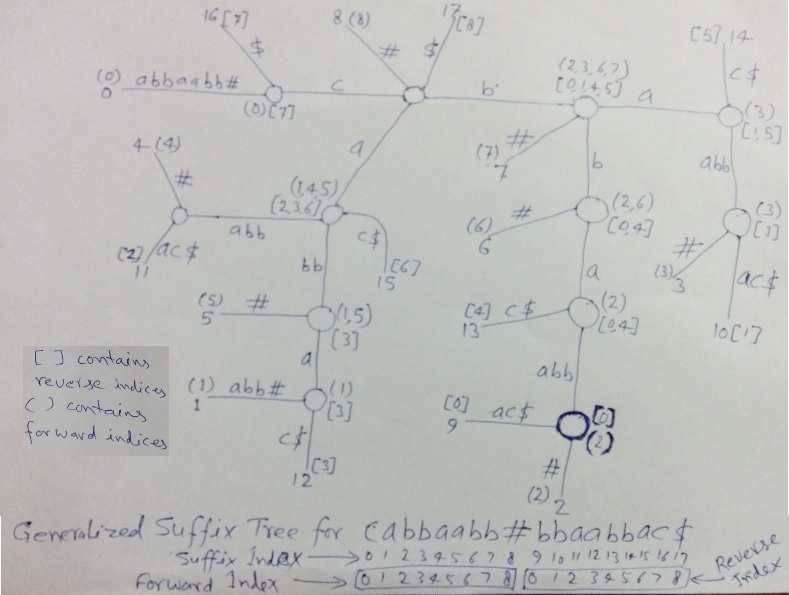 16 [7]
8 (8)
17
[8]
$
#
$
[5] 14
(0)
0
abbaabb#
c
b
(2,3,6,7)
[0,1,4,5]
a
c$
(0)[7]
(3)
[1,5]
(7)
7
#
4 (4)
a
b
abb
#
(1,4,5)
[2,3,6]
(6)
6
#
(2,6)
[0,4]
(3)
[1]
abb
c$
[2]
11
ac$
#
(3)
3
ac$
bb
[6]
15
a
(5)
5
#
(1,5)
[3]
[4]
13
c$
(2)
[0,4]
10[1]
[ ] contains
reverse indices
( ) contains
forward indices
a
abb
(1)
1
abb#
(1)
[3]
[0]
9
ac$
[0]
(2)
c$
12
[3]
#
(2)
2
Generalized Suffix Tree for cabbaabb#bbaabbac$
Suffix Index → 0 1 2 3 4 5 6 7 8 9 10 11 12 13 14 15 16 17
Forward Index → [0 1 2 3 4 5 6 7 8] [0 1 2 3 4 5 6 7 8] ← Reverse Index